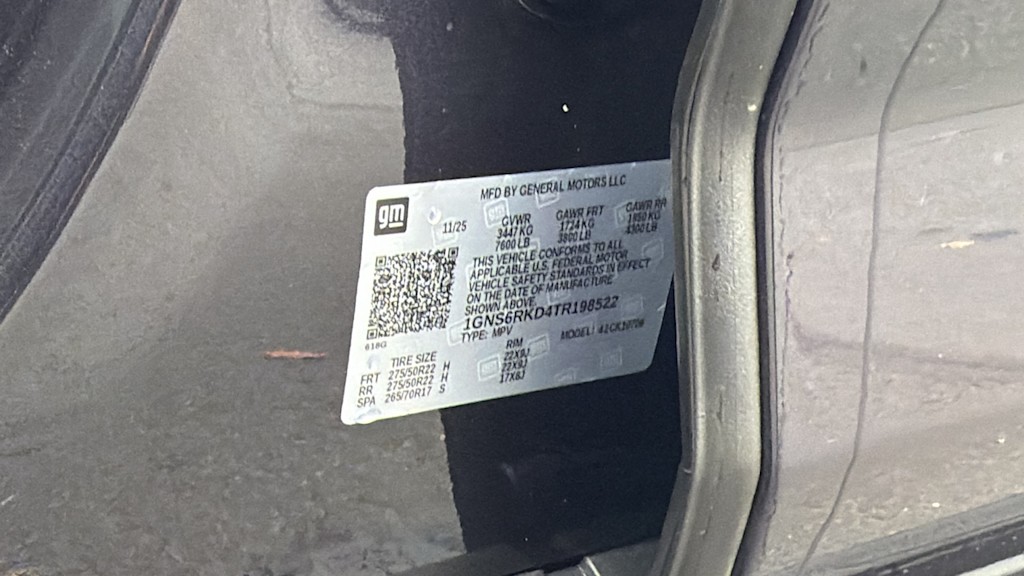 MFD BY GENERAL MOTORS LLC
gm
11/25
GVWR GAWR FRT GAWR RR
3447 KG 1724 KG 1950 KG
7600 LB 3800 LB 4300 LB
THIS VEHICLE CONFORMS TO ALL
APPLICABLE U.S. FEDERAL MOTOR
VEHICLE SAFETY STANDARDS IN EFFECT
ON THE DATE OF MANUFACTURE
SHOWN ABOVE.
1GNS6RKD4TR198522
TYPE: MPV MODEL:
618G
TIRE SIZE RIM
FRT 275/50R22 H 22X9J
RR 275/50R22 H 22X9J
SPA 265/70R17 S 17X8J